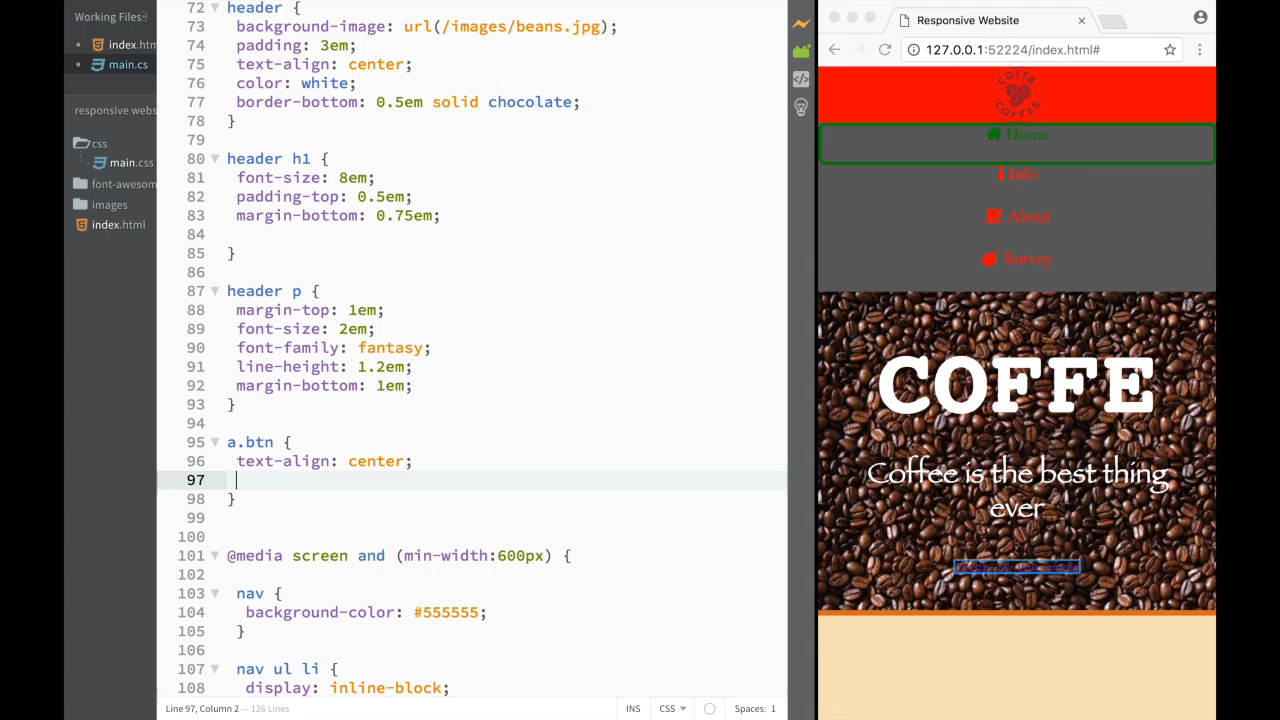 Working Files
index.htm
main.cs
responive webs
css
main.css
font-awesom
images
index.html
72 header {
73 background-image: url(/images/beans.jpg);
74 padding: 3em;
75 text-align: center;
76 color: white;
77 border-bottom: 0.5em solid chocolate;
78 }
79
80 header h1 {
81 font-size: 8em;
82 padding-top: 0.5em;
83 margin-bottom: 0.75em;
84
85 }
86
87 header p {
88 margin-top: 1em;
89 font-size: 2em;
90 font-family: fantasy;
91 line-height: 1.2em;
92 margin-bottom: 1em;
93 }
94
95 a.btn {
96 text-align: center;
97
98 }
99
100
101 @media screen and (min-width:600px) {
102
103 nav {
104 background-color: #555555;
105 }
106
107 nav ul li {
108 display: inline-block;
Line 97, Column 2 — 126 Lines
INS
CSS
Spaces: 1
Responsive Website
127.0.0.1:52224/index.html#
COSTA
COFFEE
Home
Info
About
Survey
COFFE
Coffee is the best thing
ever